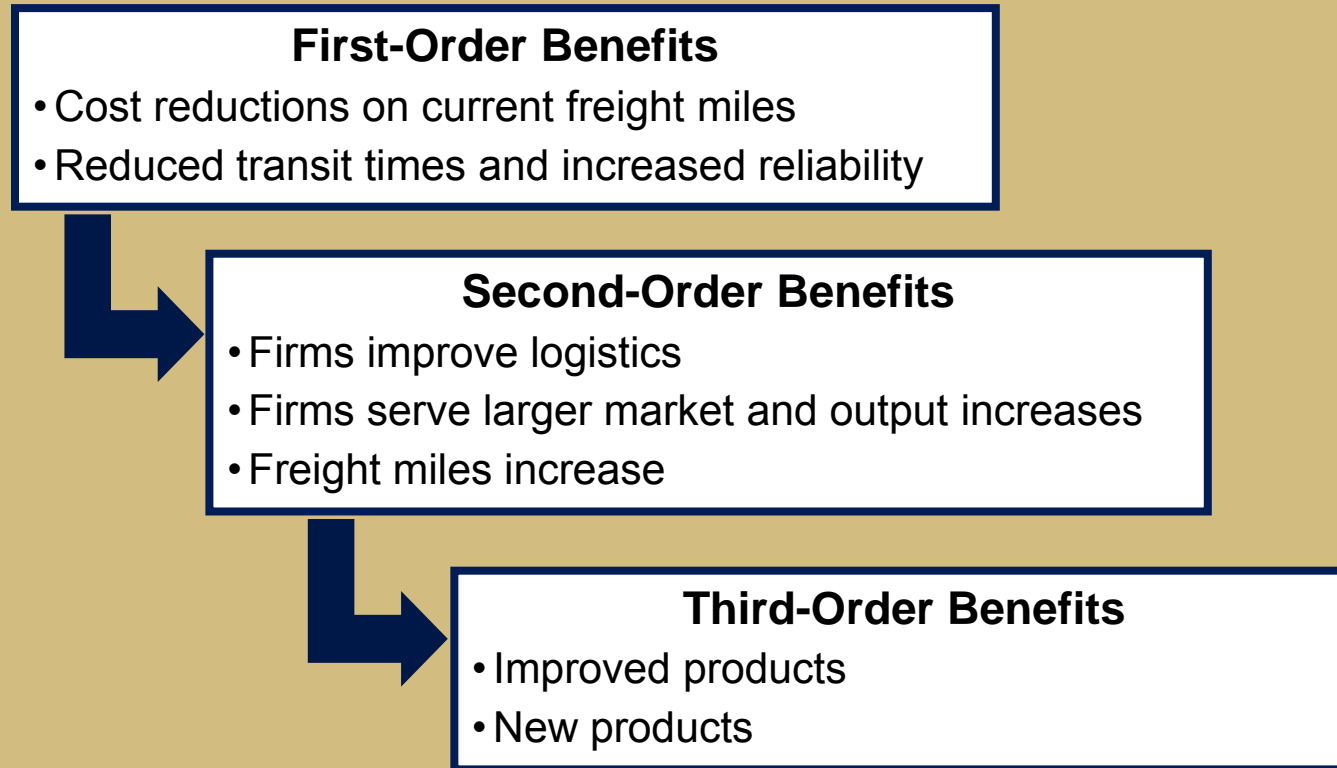 First-Order Benefits
• Cost reductions on current freight miles
• Reduced transit times and increased reliability
Second-Order Benefits
• Firms improve logistics
• Firms serve larger market and output increases
• Freight miles increase
Third-Order Benefits
• Improved products
• New products